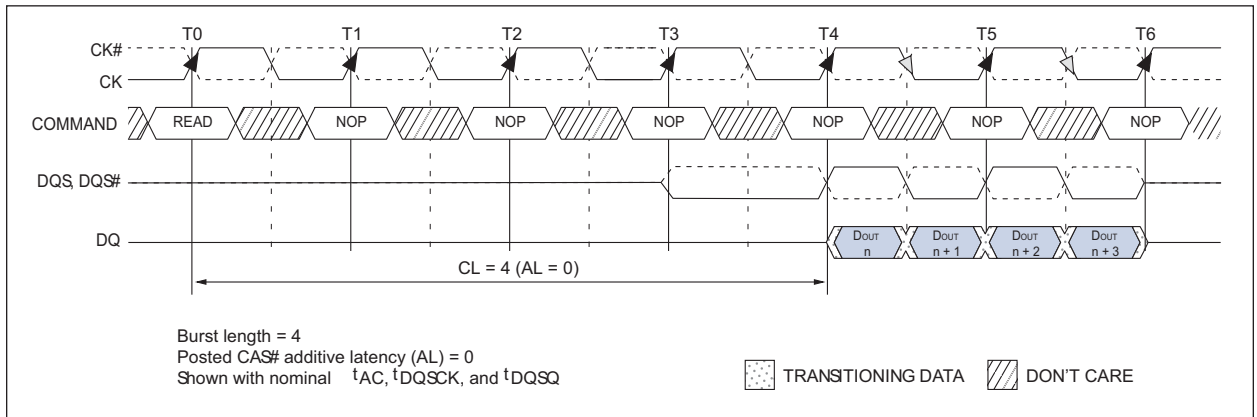 T0 T1 T2 T3 T4 T5 T6
CK#
CK
COMMAND READ NOP NOP NOP NOP NOP NOP
DQS, DQS#
DQ DOUT n DOUT n + 1 DOUT n + 2 DOUT n + 3
CL = 4 (AL = 0)
Burst length = 4
Posted CAS# additive latency (AL) = 0
Shown with nominal tAC, tDQSCK, and tDQSQ
TRANSITIONING DATA DON'T CARE